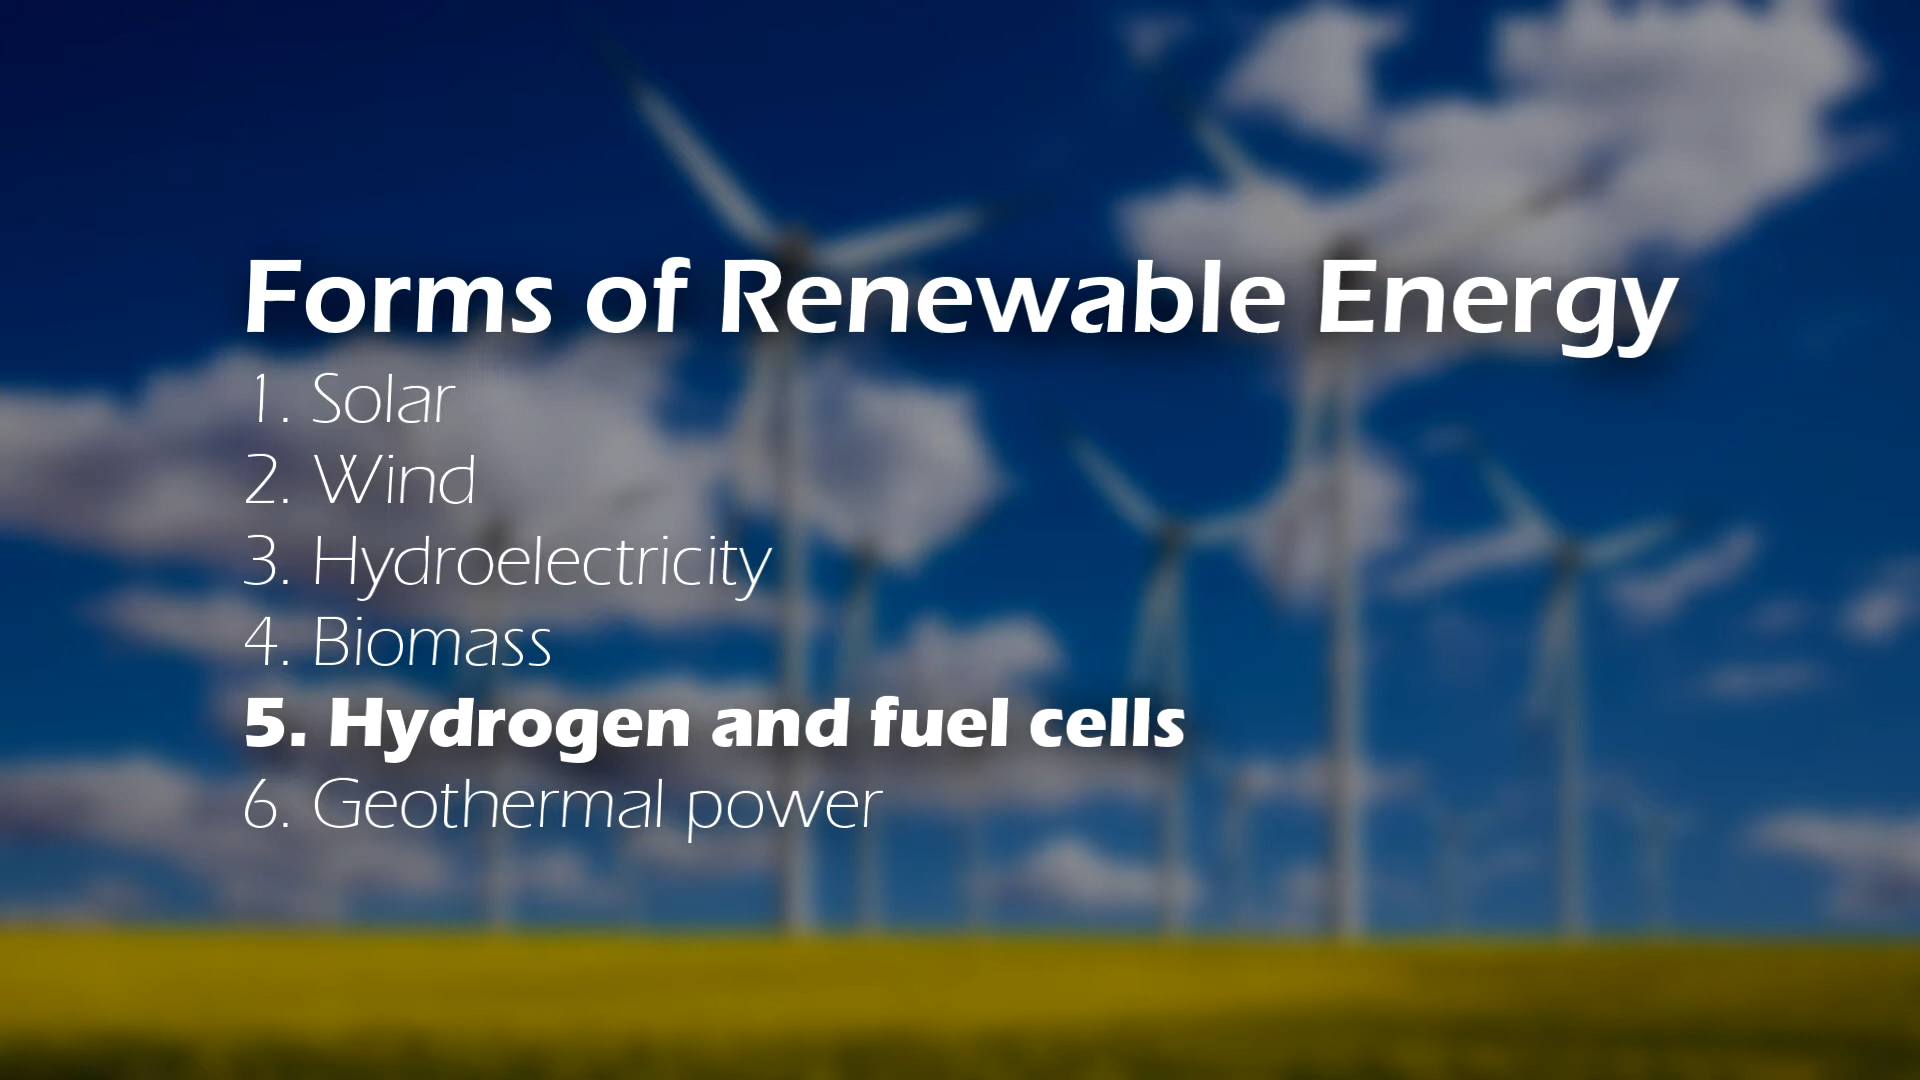 Forms of Renewable Energy
1. Solar
2. Wind
3. Hydroelectricity
4. Biomass
5. Hydrogen and fuel cells
6. Geothermal power